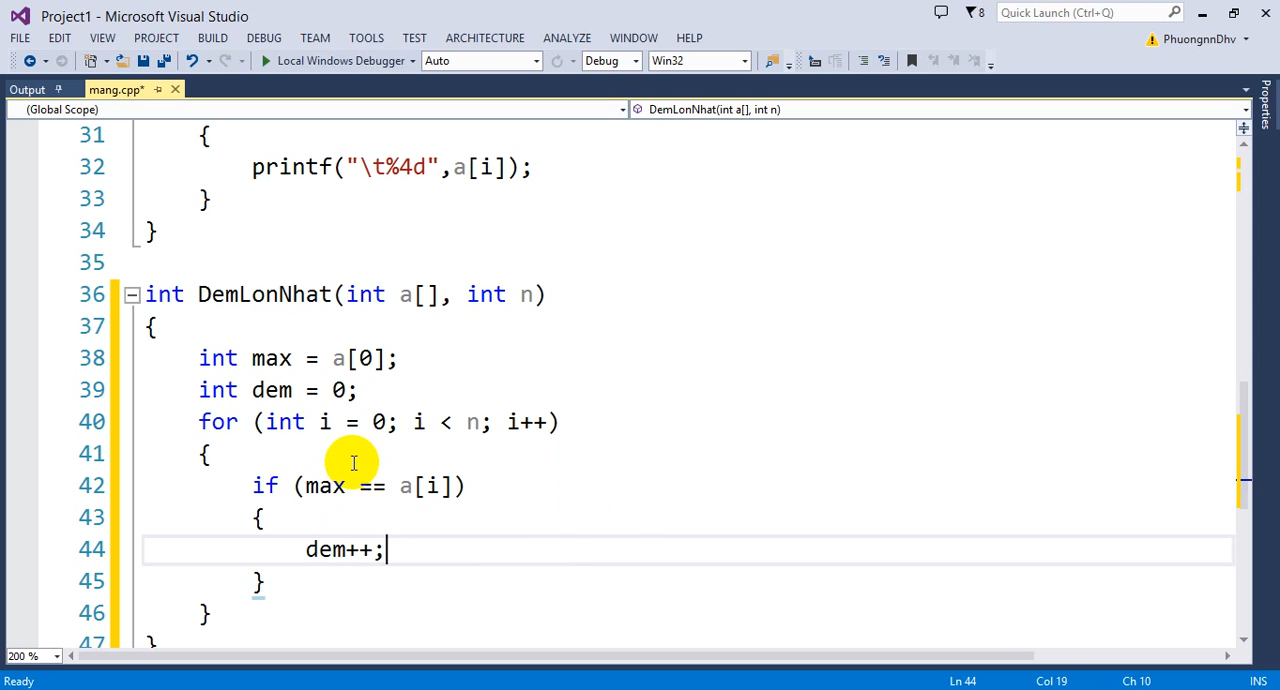 Project1 - Microsoft Visual Studio
8
Quick Launch (Ctrl+Q)
FILE EDIT VIEW PROJECT BUILD DEBUG TEAM TOOLS TEST ARCHITECTURE ANALYZE WINDOW HELP
PhuongnnDhv
Local Windows Debugger Auto Debug Win32
Output mang.cpp*
(Global Scope) DemLonNhat(int a[], int n)
Properties
31 {
32 printf("\t%4d",a[i]);
33 }
34 }
35
36 int DemLonNhat(int a[], int n)
37 {
38 int max = a[0];
39 int dem = 0;
40 for (int i = 0; i < n; i++)
41 {
42 if (max == a[i])
43 {
44 dem++;
45 }
46 }
47 }
200 %
Ready Ln 44 Col 19 Ch 10 INS